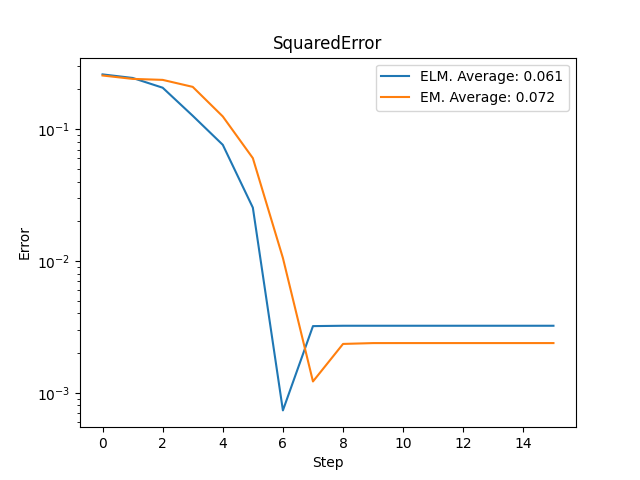 SquaredError
ELM. Average: 0.061
EM. Average: 0.072
Error
10⁻¹
10⁻²
10⁻³
0 2 4 6 8 10 12 14
Step